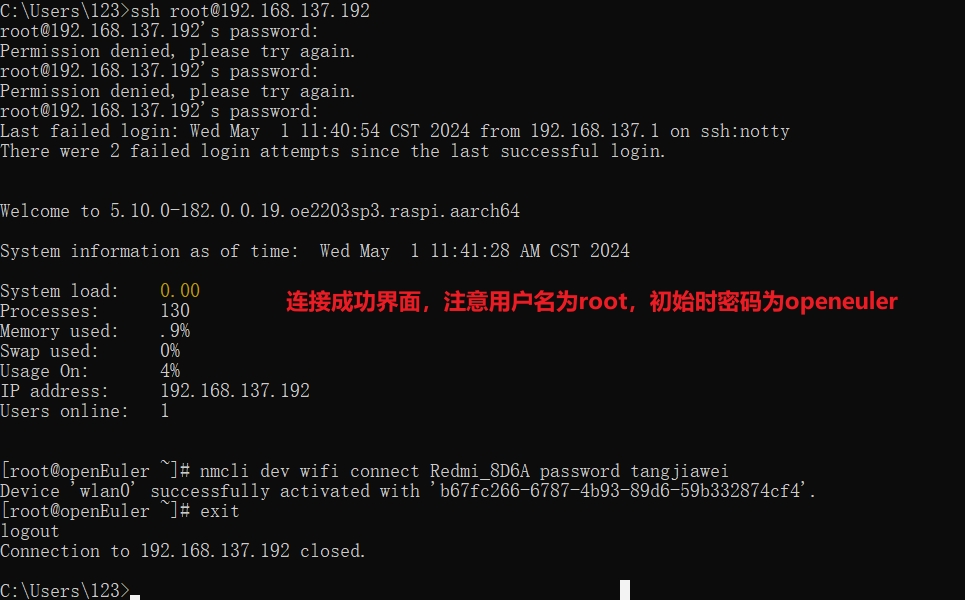 C:\Users\123>ssh root@192.168.137.192
root@192.168.137.192's password:
Permission denied, please try again.
root@192.168.137.192's password:
Permission denied, please try again.
root@192.168.137.192's password:
Last failed login: Wed May  1 11:40:54 CST 2024 from 192.168.137.1 on ssh:notty
There were 2 failed login attempts since the last successful login.
Welcome to 5.10.0-182.0.0.19.oe2203sp3.raspi.aarch64
System information as of time:  Wed May  1 11:41:28 AM CST 2024
System load:    0.00
连接成功界面，注意用户名为root，初始时密码为openeuler
Processes:      130
Memory used:    .9%
Swap used:      0%
Usage On:       4%
IP address:     192.168.137.192
Users online:   1
[root@openEuler ~]# nmcli dev wifi connect Redmi_8D6A password tangjiawei
Device 'wlan0' successfully activated with 'b67fc266-6787-4b93-89d6-59b332874cf4'.
[root@openEuler ~]# exit
logout
Connection to 192.168.137.192 closed.
C:\Users\123>